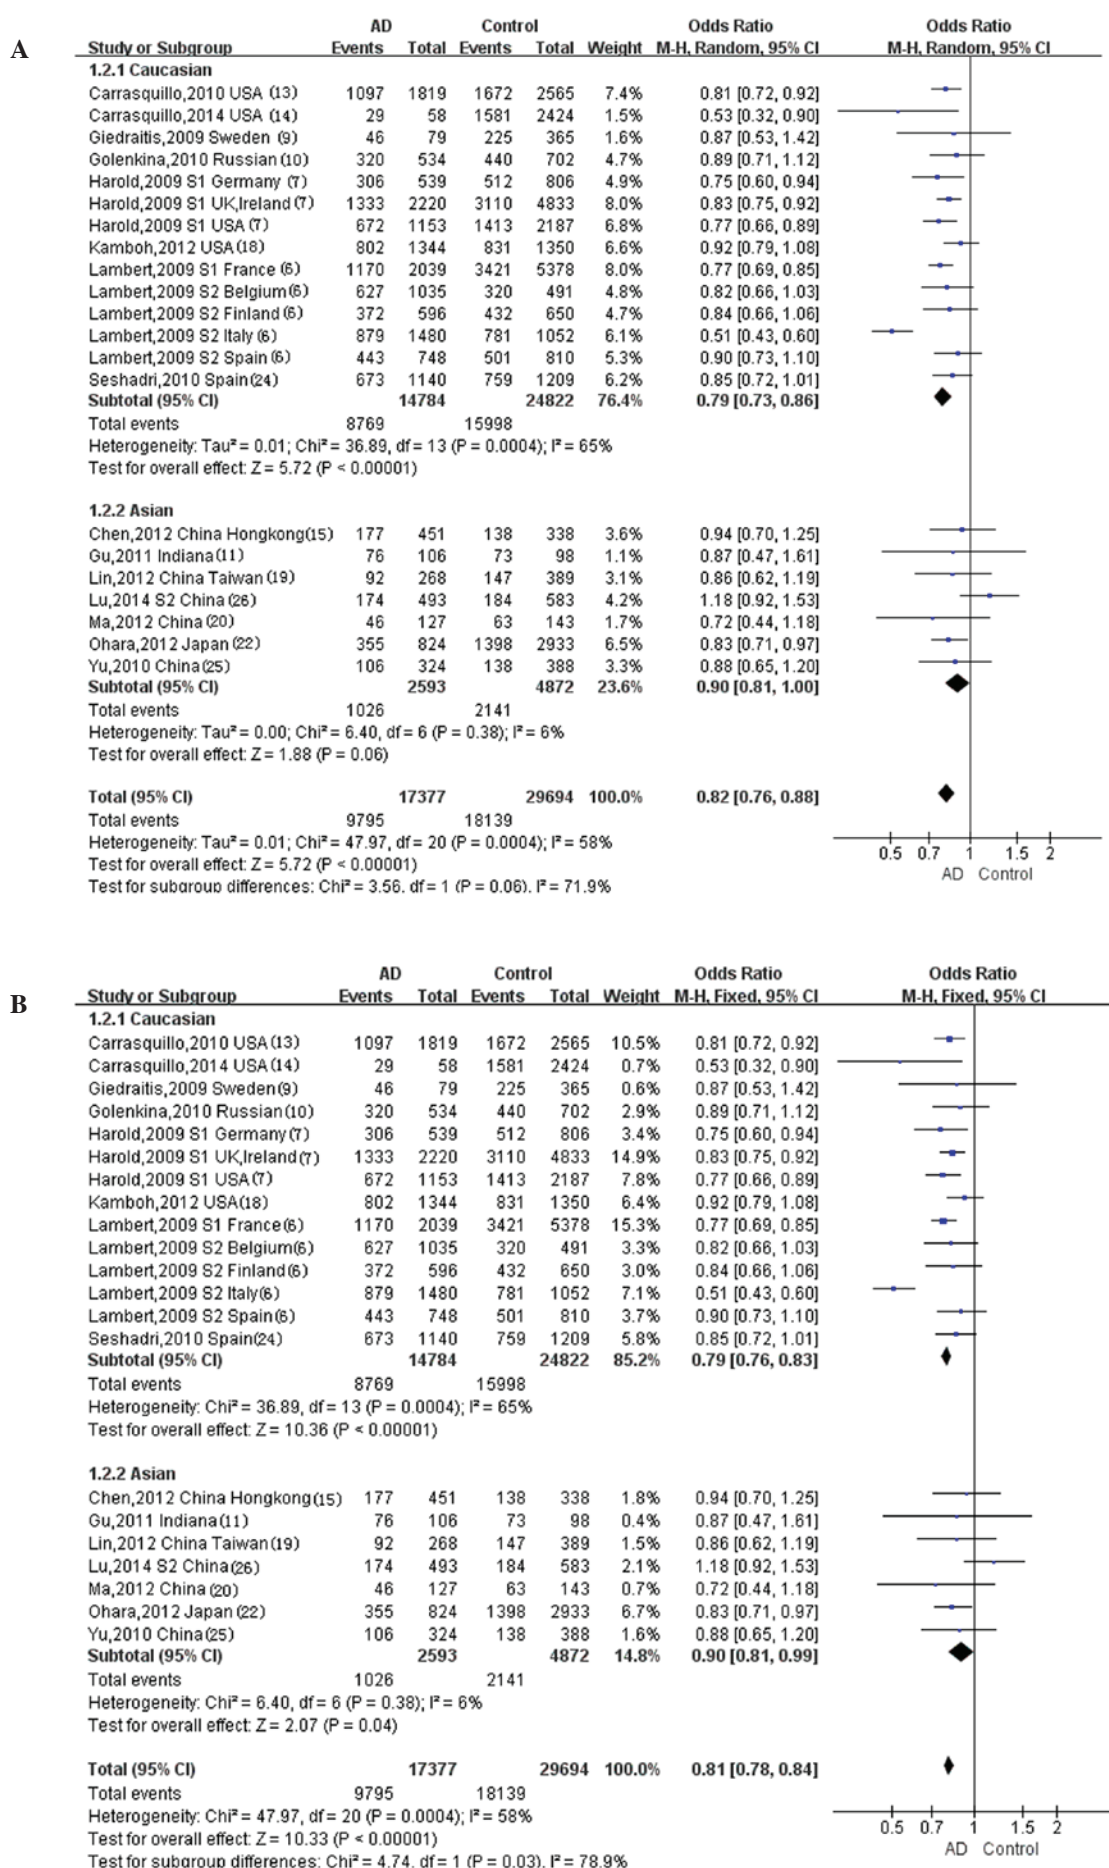 A
AD Control Odds Ratio Odds Ratio
Study or Subgroup Events Total Events Total Weight M-H, Random, 95% CI M-H, Random, 95% CI
1.2.1 Caucasian
Carrasquillo,2010 USA (13) 1097 1819 1672 2565 7.4% 0.81 [0.72, 0.92]
Carrasquillo,2014 USA (14) 29 58 1581 2424 1.5% 0.53 [0.32, 0.90]
Giedraitis,2009 Sweden (9) 46 79 225 365 1.6% 0.87 [0.53, 1.42]
Golenkina,2010 Russian (10) 320 534 440 702 4.7% 0.89 [0.71, 1.12]
Harold,2009 S1 Germany (7) 306 539 512 806 4.9% 0.75 [0.60, 0.94]
Harold,2009 S1 UK,Ireland (7) 1333 2220 3110 4833 8.0% 0.83 [0.75, 0.92]
Harold,2009 S1 USA (7) 672 1153 1413 2187 6.8% 0.77 [0.66, 0.89]
Kamboh,2012 USA (18) 802 1344 831 1350 6.6% 0.92 [0.79, 1.08]
Lambert,2009 S1 France (6) 1170 2039 3421 5378 8.0% 0.77 [0.69, 0.85]
Lambert,2009 S2 Belgium (6) 627 1035 320 491 4.8% 0.82 [0.66, 1.03]
Lambert,2009 S2 Finland (6) 372 596 432 650 4.7% 0.84 [0.66, 1.06]
Lambert,2009 S2 Italy (6) 879 1480 781 1052 6.1% 0.51 [0.43, 0.60]
Lambert,2009 S2 Spain (6) 443 748 501 810 5.3% 0.90 [0.73, 1.10]
Seshadri,2010 Spain (24) 673 1140 759 1209 6.2% 0.85 [0.72, 1.01]
Subtotal (95% CI) 14784 24822 76.4% 0.79 [0.73, 0.86]
Total events 8769 15998
Heterogeneity: Tau² = 0.01; Chi² = 36.89, df = 13 (P = 0.0004); I² = 65%
Test for overall effect: Z = 5.72 (P < 0.00001)
1.2.2 Asian
Chen,2012 China Hongkong(15) 177 451 138 338 3.6% 0.94 [0.70, 1.25]
Gu,2011 Indiana (11) 76 106 73 98 1.1% 0.87 [0.47, 1.61]
Lin,2012 China Taiwan (19) 92 268 147 389 3.1% 0.86 [0.62, 1.19]
Lu,2014 S2 China (26) 174 493 184 583 4.2% 1.18 [0.92, 1.53]
Ma,2012 China (20) 46 127 63 143 1.7% 0.72 [0.44, 1.18]
Ohara,2012 Japan (22) 355 824 1398 2933 6.5% 0.83 [0.71, 0.97]
Yu,2010 China (25) 106 324 138 388 3.3% 0.88 [0.65, 1.20]
Subtotal (95% CI) 2593 4872 23.6% 0.90 [0.81, 1.00]
Total events 1026 2141
Heterogeneity: Tau² = 0.00; Chi² = 6.40, df = 6 (P = 0.38); I² = 6%
Test for overall effect: Z = 1.88 (P = 0.06)
Total (95% CI) 17377 29694 100.0% 0.82 [0.76, 0.88]
Total events 9795 18139
Heterogeneity: Tau² = 0.01; Chi² = 47.97, df = 20 (P = 0.0004); I² = 58%
Test for overall effect: Z = 5.72 (P < 0.00001)
Test for subgroup differences: Chi² = 3.56, df = 1 (P = 0.06), I² = 71.9%
0.5 0.7 1 1.5 2
AD Control
B
AD Control Odds Ratio Odds Ratio
Study or Subgroup Events Total Events Total Weight M-H, Fixed, 95% CI M-H, Fixed, 95% CI
1.2.1 Caucasian
Carrasquillo,2010 USA (13) 1097 1819 1672 2565 10.5% 0.81 [0.72, 0.92]
Carrasquillo,2014 USA (14) 29 58 1581 2424 0.7% 0.53 [0.32, 0.90]
Giedraitis,2009 Sweden (9) 46 79 225 365 0.6% 0.87 [0.53, 1.42]
Golenkina,2010 Russian (10) 320 534 440 702 2.9% 0.89 [0.71, 1.12]
Harold,2009 S1 Germany (7) 306 539 512 806 3.4% 0.75 [0.60, 0.94]
Harold,2009 S1 UK,Ireland (7) 1333 2220 3110 4833 14.9% 0.83 [0.75, 0.92]
Harold,2009 S1 USA (7) 672 1153 1413 2187 7.8% 0.77 [0.66, 0.89]
Kamboh,2012 USA(18) 802 1344 831 1350 6.4% 0.92 [0.79, 1.08]
Lambert,2009 S1 France(6) 1170 2039 3421 5378 15.3% 0.77 [0.69, 0.85]
Lambert,2009 S2 Belgium(6) 627 1035 320 491 3.3% 0.82 [0.66, 1.03]
Lambert,2009 S2 Finland(6) 372 596 432 650 3.0% 0.84 [0.66, 1.06]
Lambert,2009 S2 Italy(6) 879 1480 781 1052 7.1% 0.51 [0.43, 0.60]
Lambert,2009 S2 Spain(6) 443 748 501 810 3.7% 0.90 [0.73, 1.10]
Seshadri,2010 Spain(24) 673 1140 759 1209 5.8% 0.85 [0.72, 1.01]
Subtotal (95% CI) 14784 24822 85.2% 0.79 [0.76, 0.83]
Total events 8769 15998
Heterogeneity: Chi² = 36.89, df = 13 (P = 0.0004); I² = 65%
Test for overall effect: Z = 10.36 (P < 0.00001)
1.2.2 Asian
Chen,2012 China Hongkong(15) 177 451 138 338 1.8% 0.94 [0.70, 1.25]
Gu,2011 Indiana(11) 76 106 73 98 0.4% 0.87 [0.47, 1.61]
Lin,2012 China Taiwan(19) 92 268 147 389 1.5% 0.86 [0.62, 1.19]
Lu,2014 S2 China(26) 174 493 184 583 2.1% 1.18 [0.92, 1.53]
Ma,2012 China (20) 46 127 63 143 0.7% 0.72 [0.44, 1.18]
Ohara,2012 Japan (22) 355 824 1398 2933 6.7% 0.83 [0.71, 0.97]
Yu,2010 China(25) 106 324 138 388 1.6% 0.88 [0.65, 1.20]
Subtotal (95% CI) 2593 4872 14.8% 0.90 [0.81, 0.99]
Total events 1026 2141
Heterogeneity: Chi² = 6.40, df = 6 (P = 0.38); I² = 6%
Test for overall effect: Z = 2.07 (P = 0.04)
Total (95% CI) 17377 29694 100.0% 0.81 [0.78, 0.84]
Total events 9795 18139
Heterogeneity: Chi² = 47.97, df = 20 (P = 0.0004); I² = 58%
Test for overall effect: Z = 10.33 (P < 0.00001)
Test for subgroup differences: Chi² = 4.74, df = 1 (P = 0.03), I² = 78.9%
0.5 0.7 1 1.5 2
AD Control